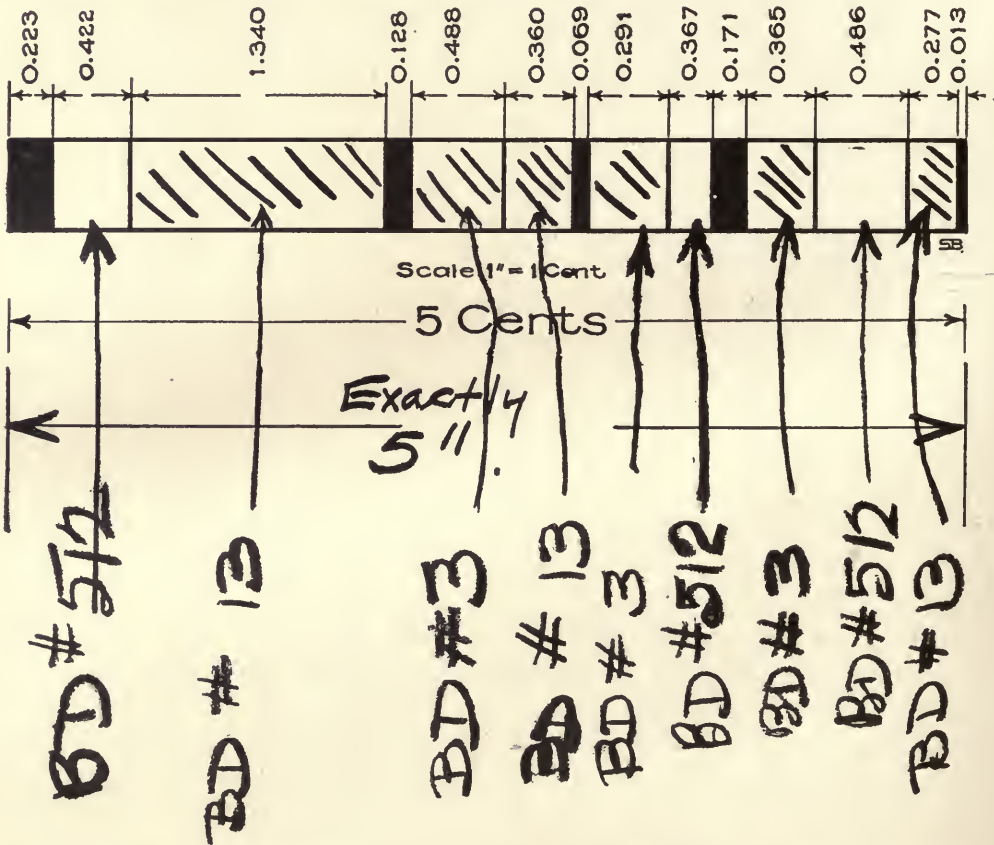 0.223
0.422
1.340
0.128
0.488
0.360
0.069
0.291
0.367
0.171
0.365
0.486
0.277
0.013
SB
Scale 1" = 1 Cent
5 Cents
Exactly
5".
BD # 512
BD # 13
BD # 3
BD # 13
BD # 3
BD # 512
BD # 3
BD # 512
BD # 13